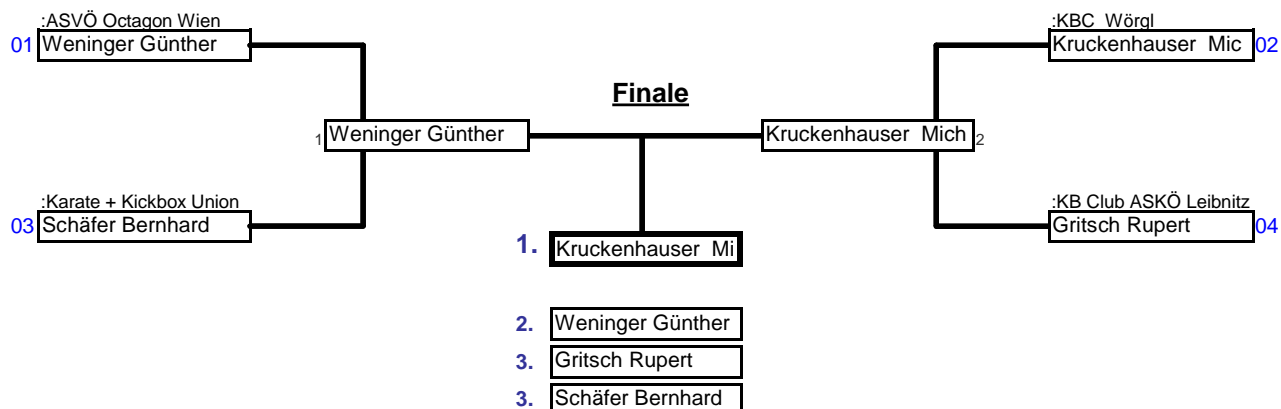 :ASVÖ Octagon Wien
01 Weninger Günther
:KBC Wörgl
Kruckenhauser Mic 02
Finale
1 Weninger Günther
Kruckenhauser Mich 2
:Karate + Kickbox Union
03 Schäfer Bernhard
:KB Club ASKÖ Leibnitz
Gritsch Rupert 04
1. Kruckenhauser Mi
2. Weninger Günther
3. Gritsch Rupert
3. Schäfer Bernhard